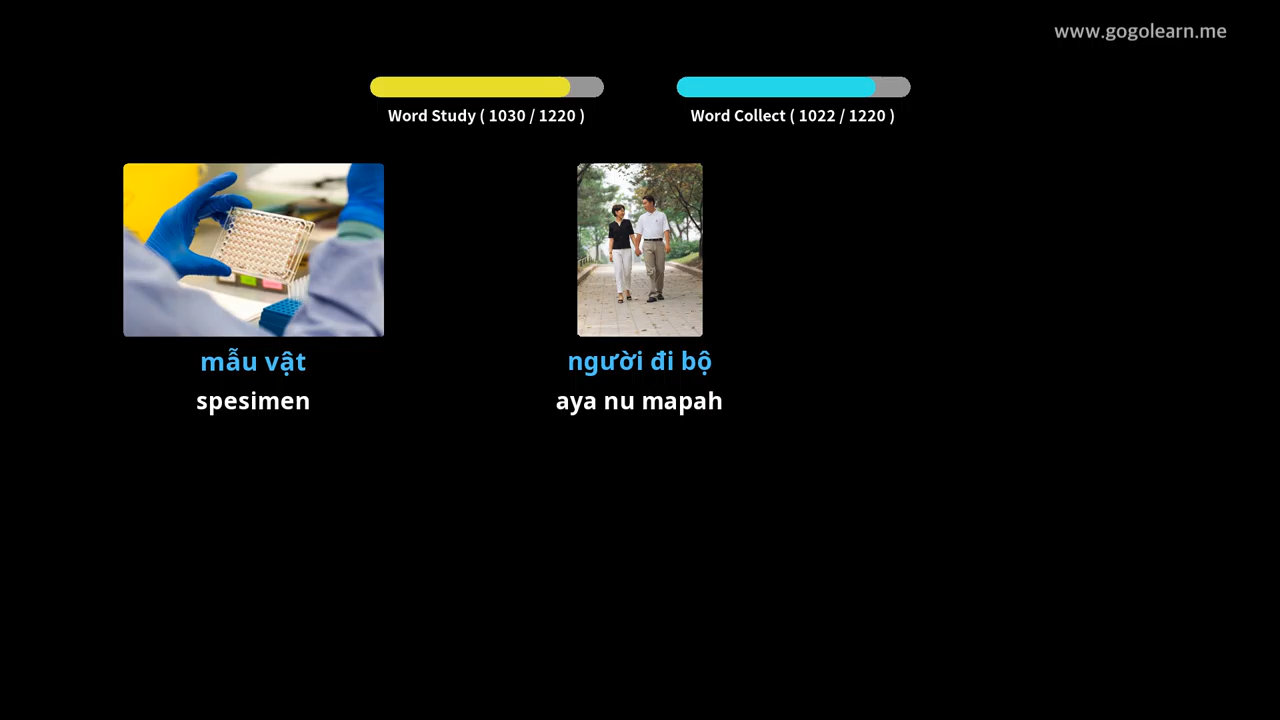 www.gogolearn.me
Word Study ( 1030 / 1220 )
Word Collect ( 1022 / 1220 )
mẫu vật
spesimen
người đi bộ
aya nu mapah